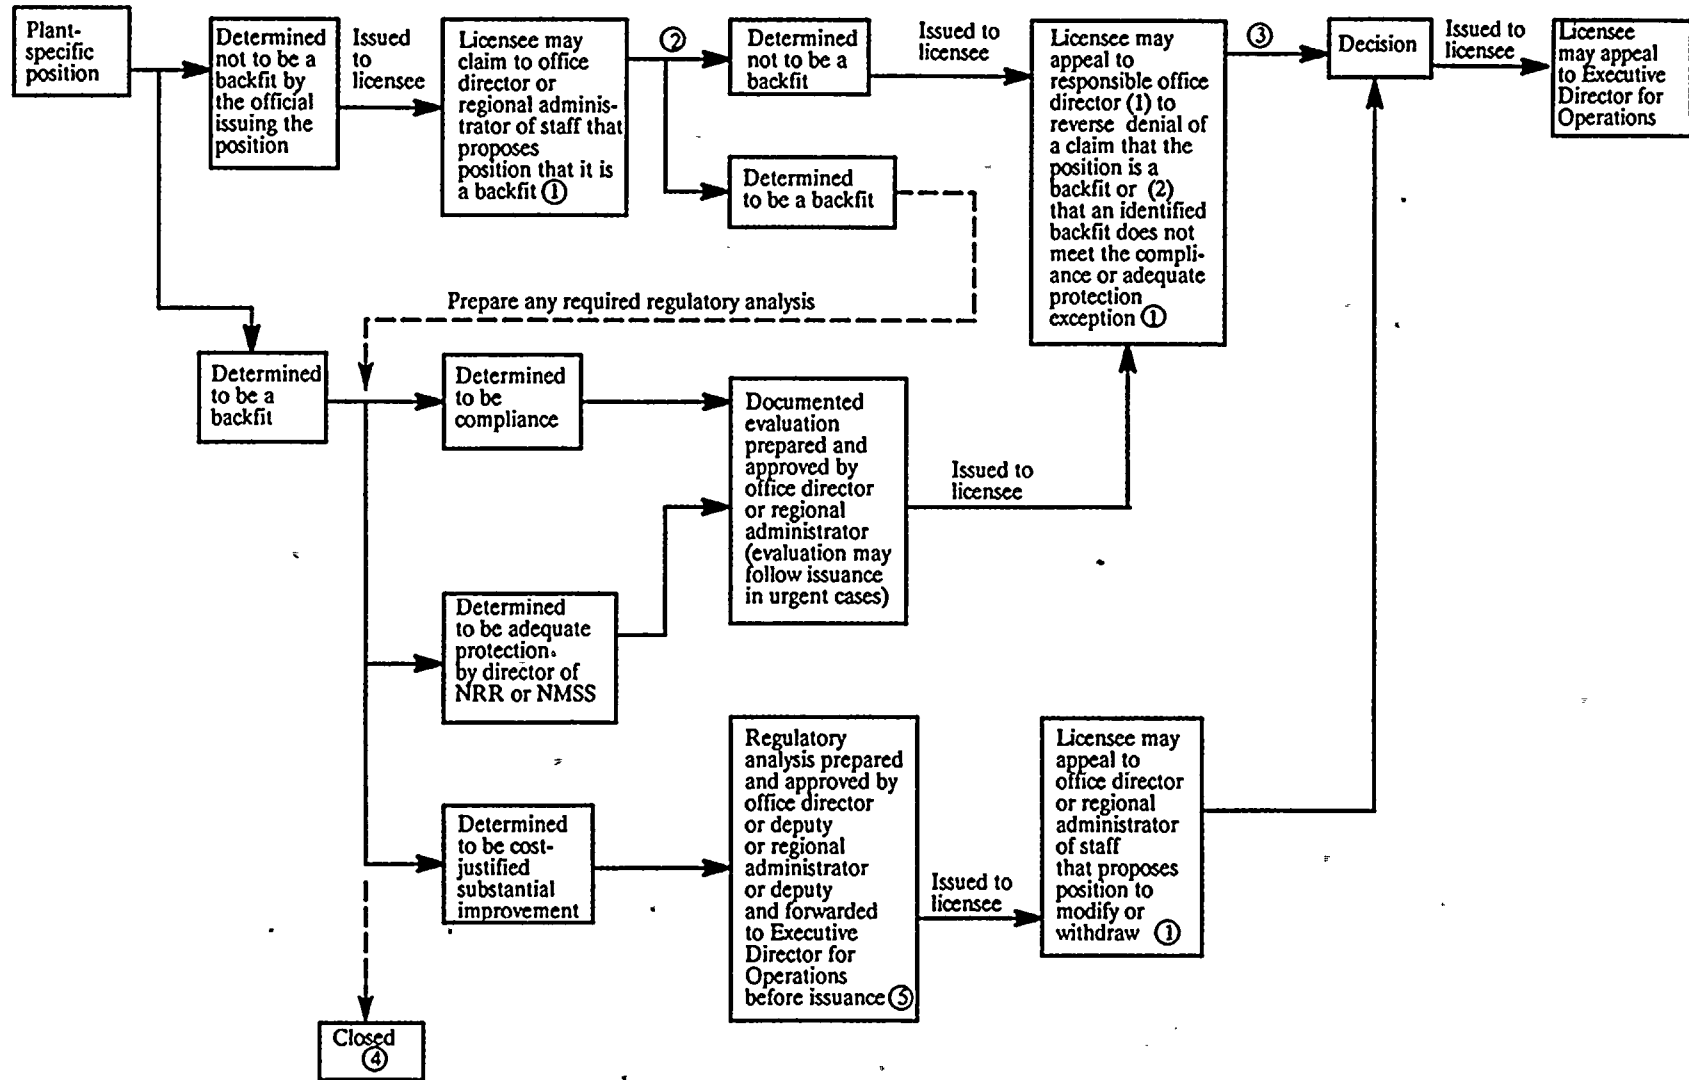 Plant-
specific
position
Determined
not to be a
backfit by
the official
issuing the
position
Issued
to
licensee
Licensee may
claim to office
director or
regional adminis-
trator of staff that
proposes
position that it is
a backfit ①
②
Determined
not to be a
backfit
Issued to
licensee
Licensee may
appeal to
responsible office
director (1) to
reverse denial of
a claim that the
position is a
backfit or (2)
that an identified
backfit does not
meet the compli-
ance or adequate
protection
exception ①
③
Decision
Issued to
licensee
Licensee
may appeal
to Executive
Director for
Operations
Determined
to be a backfit
Prepare any required regulatory analysis
Determined
to be a
backfit
Determined
to be
compliance
Documented
evaluation
prepared and
approved by
office director
or regional
administrator
(evaluation may
follow issuance
in urgent cases)
Issued to
licensee
Determined
to be adequate
protection
by director of
NRR or NMSS
Determined
to be cost-
justified
substantial
improvement
Regulatory
analysis prepared
and approved by
office director
or deputy
or regional
administrator
or deputy
and forwarded
to Executive
Director for
Operations
before issuance ⑤
Issued to
licensee
Licensee may
appeal to
office director
or regional
administrator
of staff
that proposes
position to
modify or
withdraw ①
Closed
④